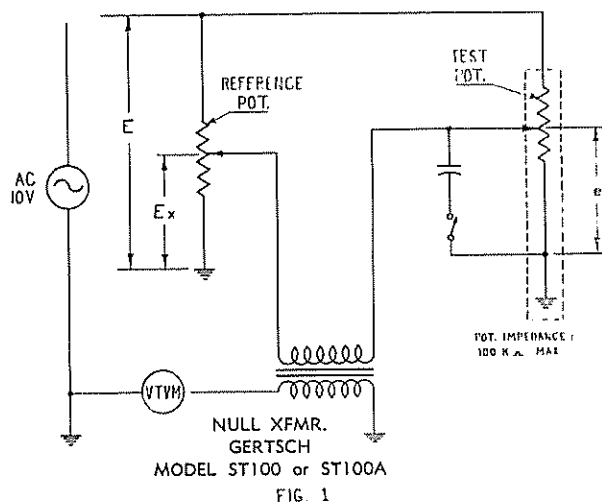 TEST
POT.
REFERENCE
POT.
E
AC
10V
Ex
e
POT. IMPEDANCE:
100 K Ω MAX
VTVM
NULL XFMR.
GERTSCH
MODEL ST100 or ST100A
FIG. 1